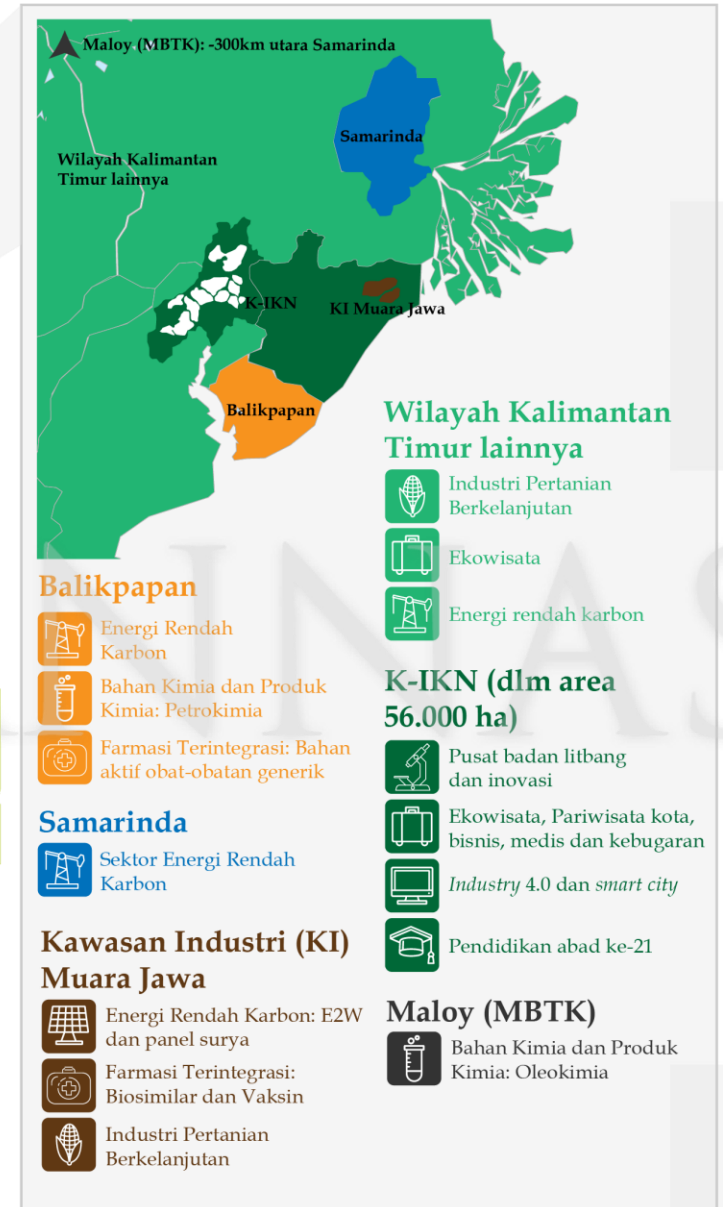 Maloy (MBTK): -300km utara Samarinda
Samarinda
Wilayah Kalimantan
Timur lainnya
K-IKN
KI Muara Jawa
Balikpapan
Wilayah Kalimantan
Timur lainnya
Industri Pertanian
Berkelanjutan
Ekowisata
Energi rendah karbon
Balikpapan
Energi Rendah
Karbon
Bahan Kimia dan Produk
Kimia: Petrokimia
Farmasi Terintegrasi: Bahan
aktif obat-obatan generik
Samarinda
Sektor Energi Rendah
Karbon
Kawasan Industri (KI)
Muara Jawa
Energi Rendah Karbon: E2W
dan panel surya
Farmasi Terintegrasi:
Biosimilar dan Vaksin
Industri Pertanian
Berkelanjutan
K-IKN (dlm area
56.000 ha)
Pusat badan litbang
dan inovasi
Ekowisata, Pariwisata kota,
bisnis, medis dan kebugaran
Industry 4.0 dan smart city
Pendidikan abad ke-21
Maloy (MBTK)
Bahan Kimia dan Produk
Kimia: Oleokimia